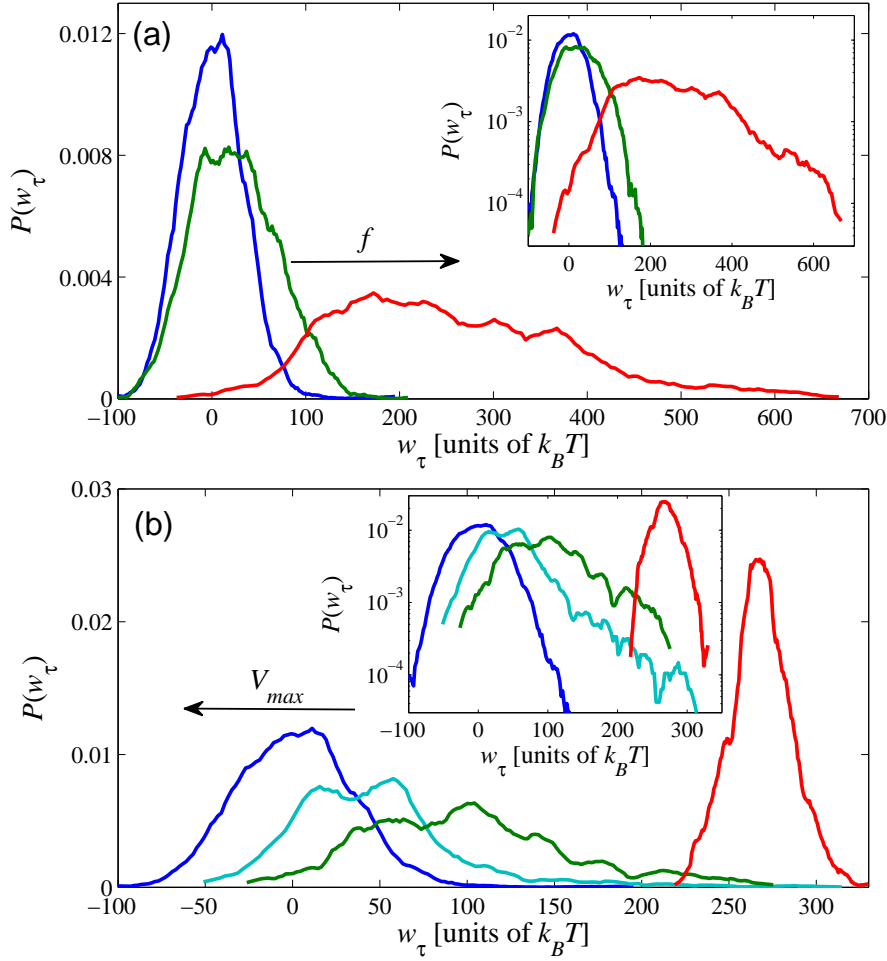 (a)
0.012
0.008
0.004
0
P(w_τ)
−100 0 100 200 300 400 500 600 700
w_τ [units of k_BT]
f
10^−2
10^−3
10^−4
P(w_τ)
0 200 400 600
w_τ [units of k_BT]
(b)
0.03
0.02
0.01
0
P(w_τ)
−100 −50 0 50 100 150 200 250 300
w_τ [units of k_BT]
V_max
10^−2
10^−3
10^−4
P(w_τ)
−100 0 100 200 300
w_τ [units of k_BT]